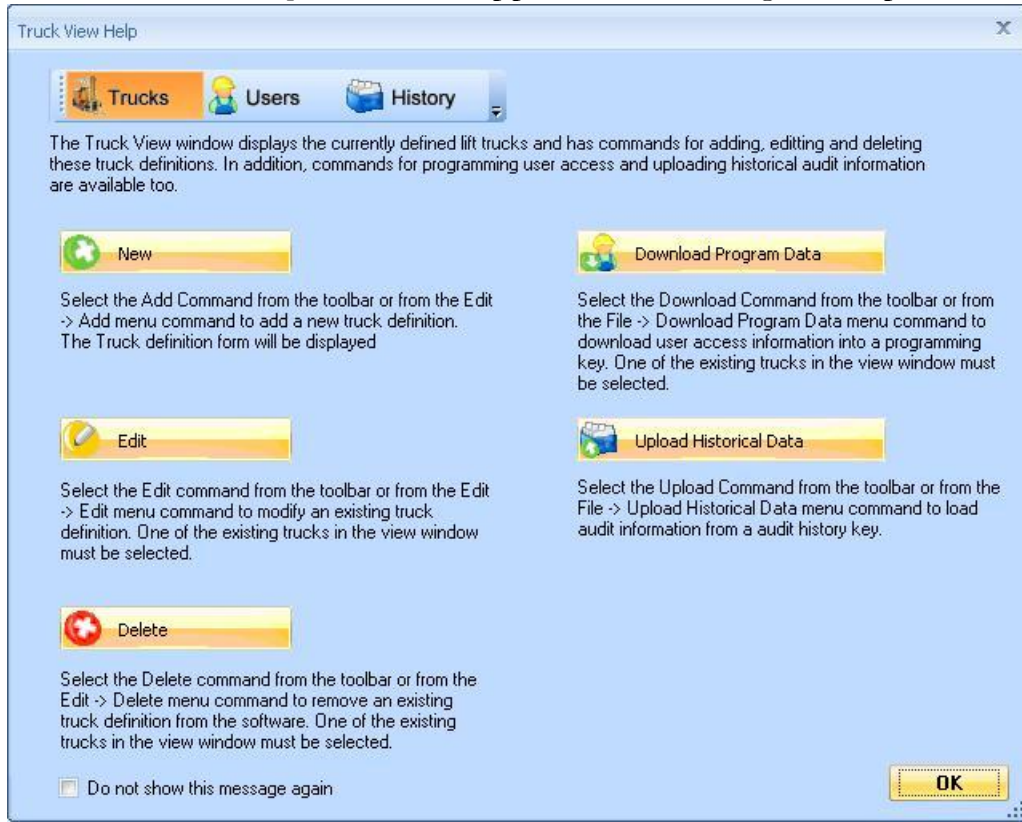 Truck View Help
Trucks Users History
The Truck View window displays the currently defined lift trucks and has commands for adding, editting and deleting
these truck definitions. In addition, commands for programming user access and uploading historical audit information
are available too.
New
Select the Add Command from the toolbar or from the Edit
-> Add menu command to add a new truck definition.
The Truck definition form will be displayed
Edit
Select the Edit command from the toolbar or from the Edit
-> Edit menu command to modify an existing truck
definition. One of the existing trucks in the view window
must be selected.
Delete
Select the Delete command from the toolbar or from the
Edit -> Delete menu command to remove an existing
truck definition from the software. One of the existing
trucks in the view window must be selected.
Download Program Data
Select the Download Command from the toolbar or from
the File -> Download Program Data menu command to
download user access information into a programming
key. One of the existing trucks in the view window must
be selected.
Upload Historical Data
Select the Upload Command from the toolbar or from the
File -> Upload Historical Data menu command to load
audit information from a audit history key.
Do not show this message again
OK